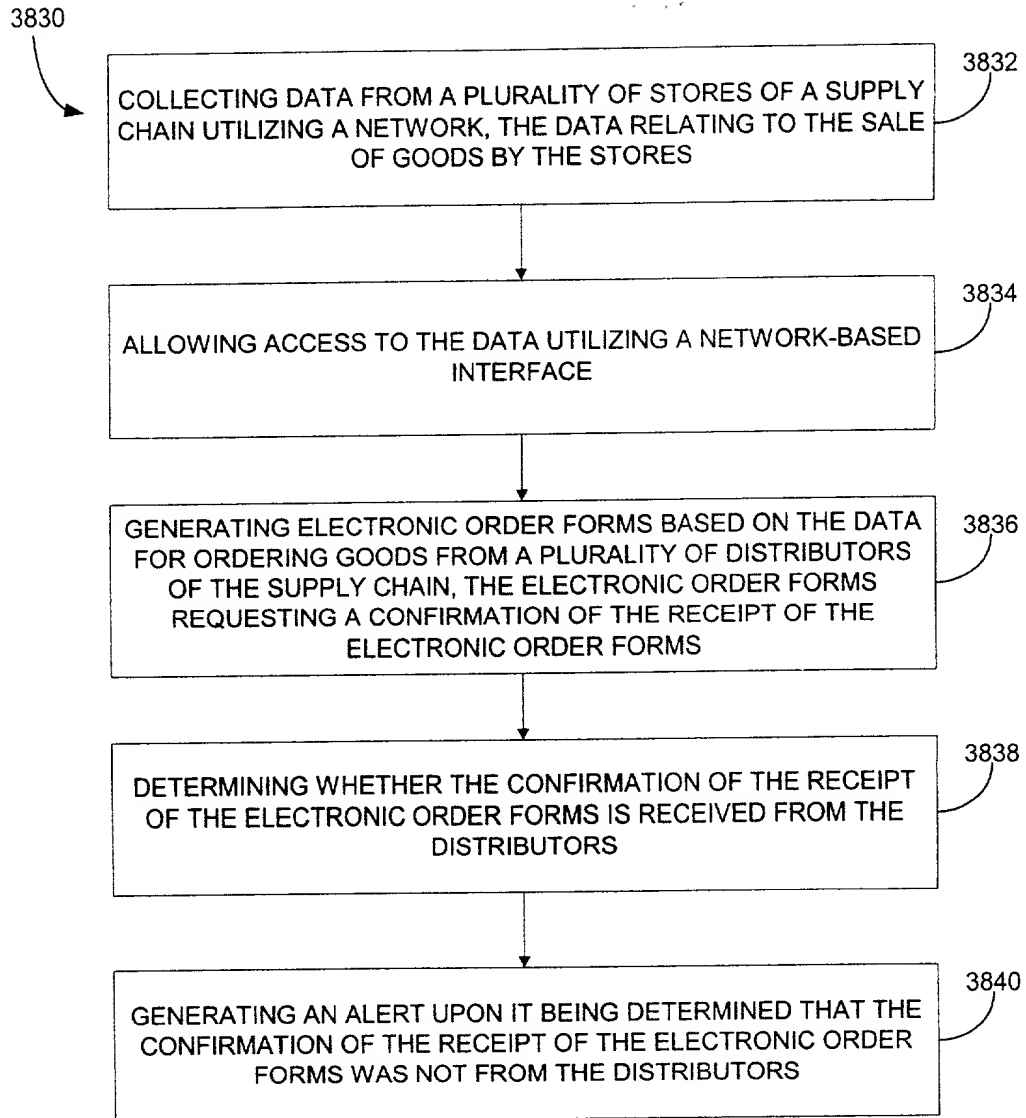 3830
3832
COLLECTING DATA FROM A PLURALITY OF STORES OF A SUPPLY
CHAIN UTILIZING A NETWORK, THE DATA RELATING TO THE SALE
OF GOODS BY THE STORES
3834
ALLOWING ACCESS TO THE DATA UTILIZING A NETWORK-BASED
INTERFACE
3836
GENERATING ELECTRONIC ORDER FORMS BASED ON THE DATA
FOR ORDERING GOODS FROM A PLURALITY OF DISTRIBUTORS
OF THE SUPPLY CHAIN, THE ELECTRONIC ORDER FORMS
REQUESTING A CONFIRMATION OF THE RECEIPT OF THE
ELECTRONIC ORDER FORMS
3838
DETERMINING WHETHER THE CONFIRMATION OF THE RECEIPT
OF THE ELECTRONIC ORDER FORMS IS RECEIVED FROM THE
DISTRIBUTORS
3840
GENERATING AN ALERT UPON IT BEING DETERMINED THAT THE
CONFIRMATION OF THE RECEIPT OF THE ELECTRONIC ORDER
FORMS WAS NOT FROM THE DISTRIBUTORS